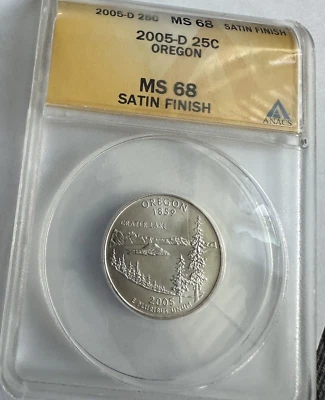 2005-D 25C MS 68 SATIN FINISH
2005-D 25C
OREGON
MS 68
SATIN FINISH
ANACS
OREGON
1859
CRATER LAKE
2005
E PLURIBUS UNUM